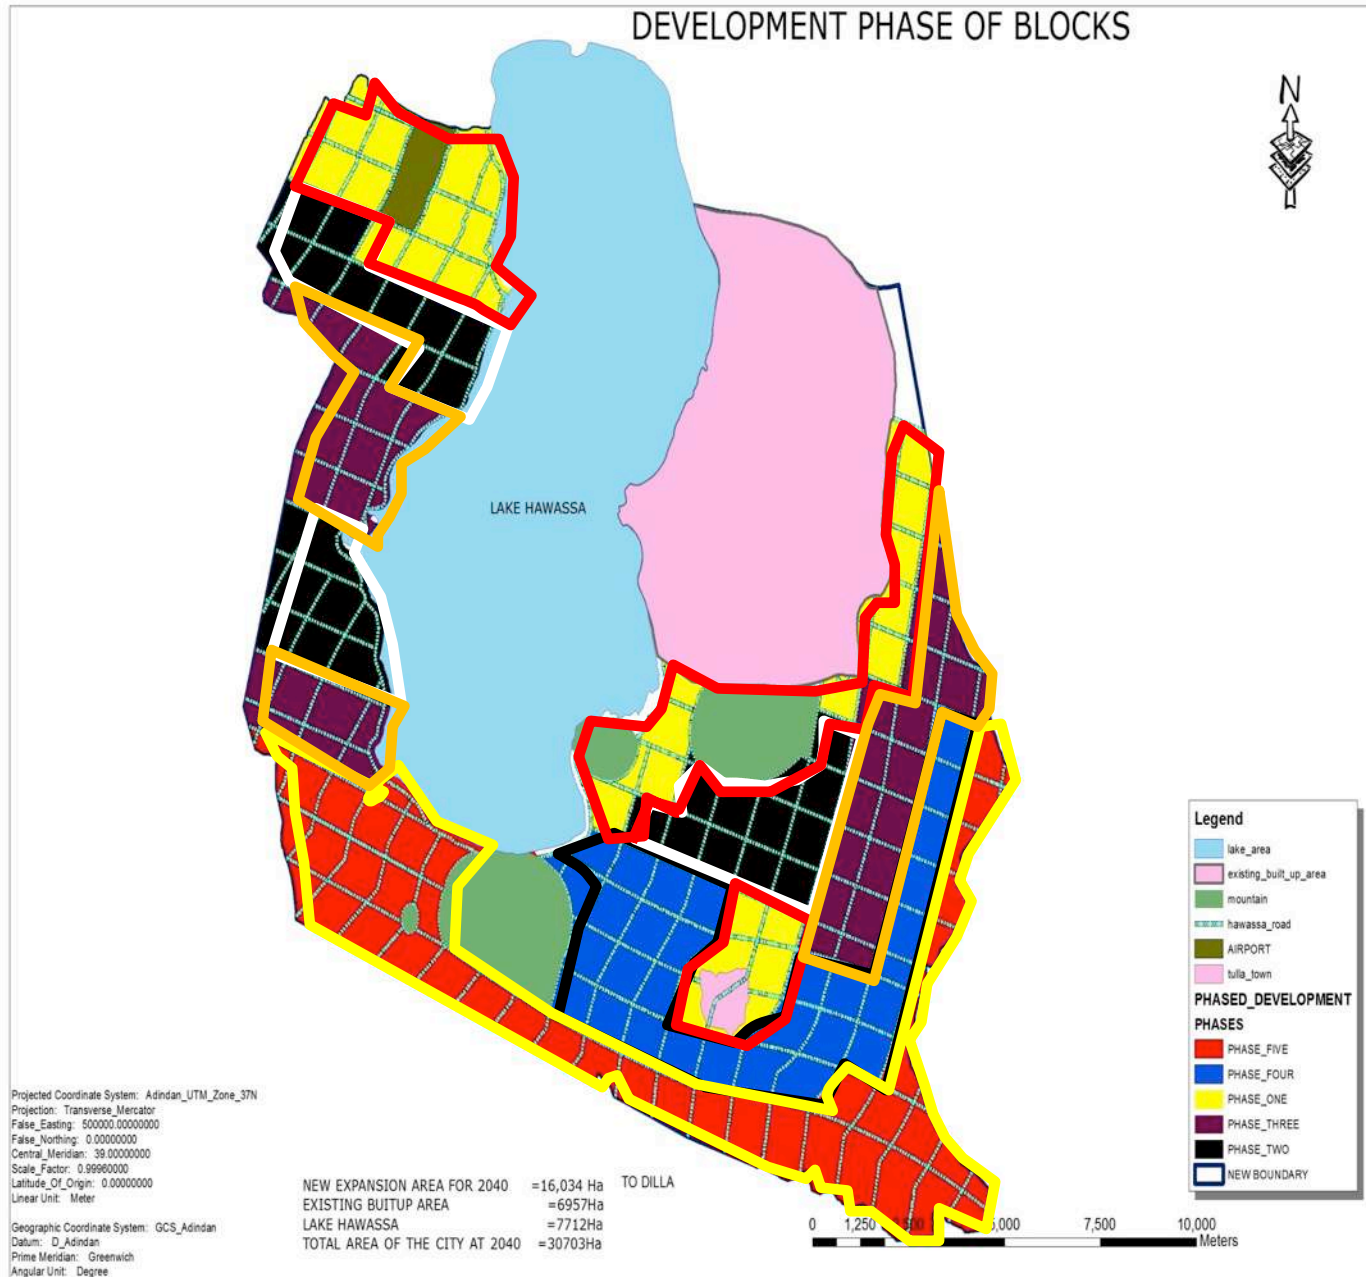 DEVELOPMENT PHASE OF BLOCKS
N
LAKE HAWASSA
Legend
lake_area
existing_built_up_area
mountain
hawassa_road
AIRPORT
tulla_town
PHASED_DEVELOPMENT
PHASES
PHASE_FIVE
PHASE_FOUR
PHASE_ONE
PHASE_THREE
PHASE_TWO
NEW BOUNDARY
Projected Coordinate System: Adindan_UTM_Zone_37N
Projection: Transverse_Mercator
False_Easting: 500000.00000000
False_Northing: 0.00000000
Central_Meridian: 39.00000000
Scale_Factor: 0.99960000
Latitude_Of_Origin: 0.00000000
Linear Unit: Meter
Geographic Coordinate System: GCS_Adindan
Datum: D_Adindan
Prime Meridian: Greenwich
Angular Unit: Degree
NEW EXPANSION AREA FOR 2040 =16,034 Ha
EXISTING BUITUP AREA =6957Ha
LAKE HAWASSA =7712Ha
TOTAL AREA OF THE CITY AT 2040 =30703Ha
TO DILLA
0 1,250 5,000 7,500 10,000
Meters